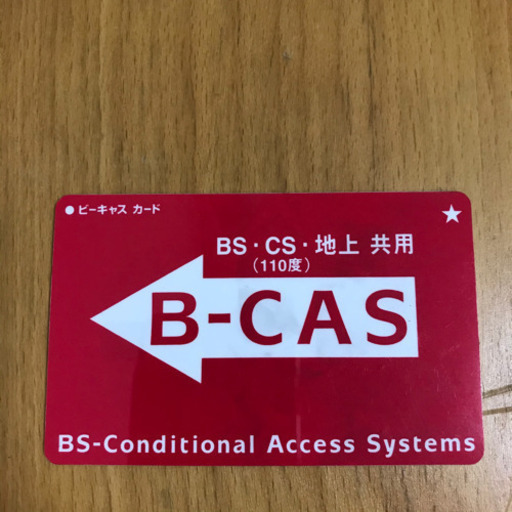 ● ビーキャス カード
★
BS・CS・地上 共用
（110度）
B-CAS
BS-Conditional Access Systems